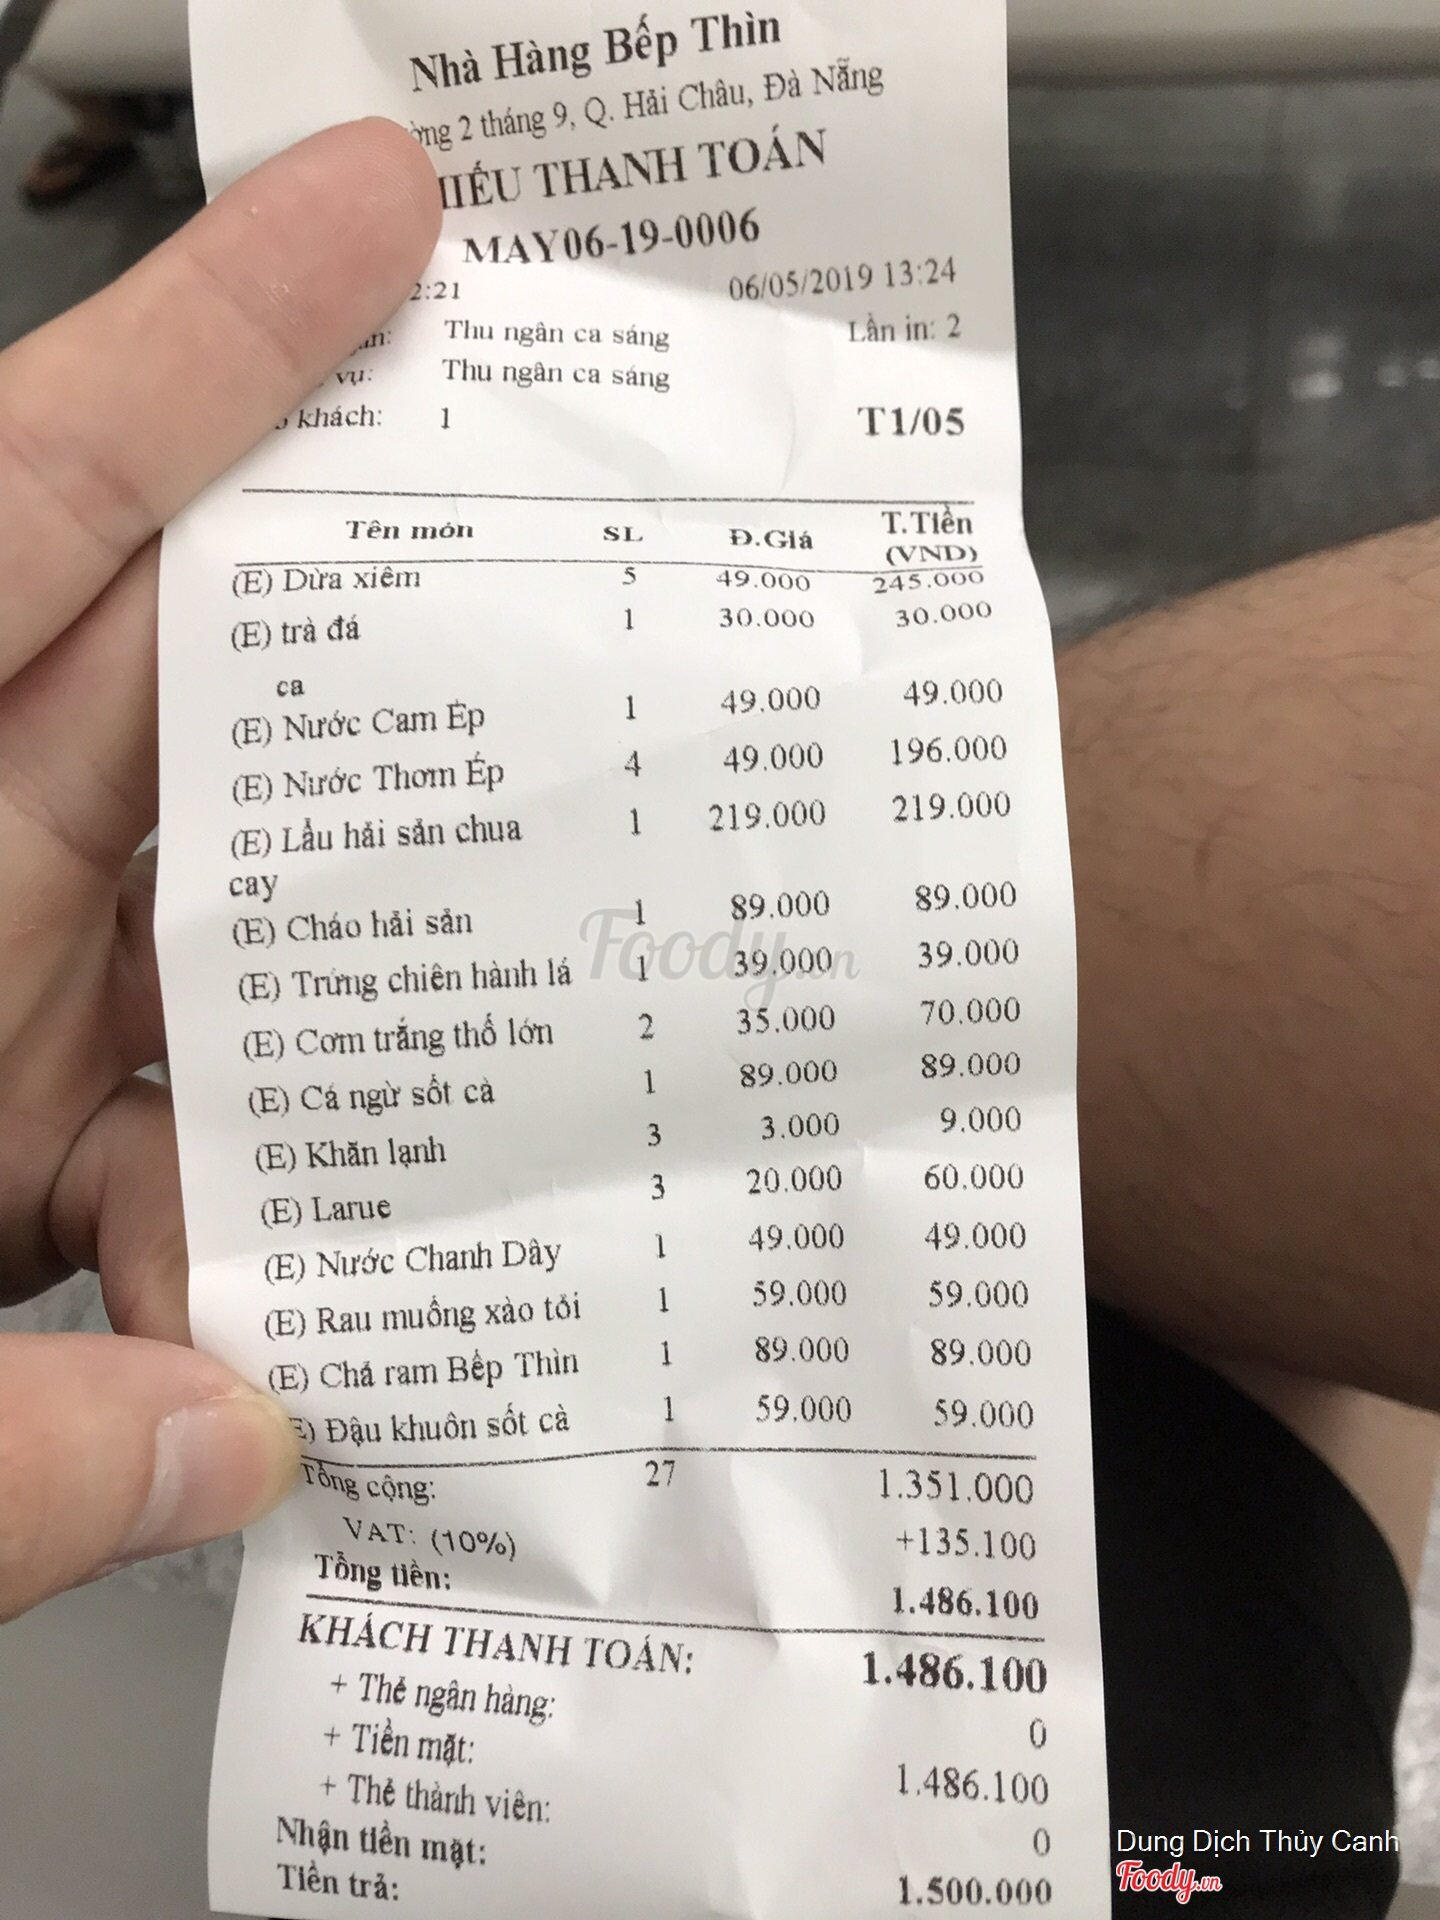 Nhà Hàng Bếp Thìn
2 tháng 9, Q. Hải Châu, Đà Nẵng
THANH TOÁN
MAY06-19-0006
2:21 06/05/2019 13:24
Thu ngân ca sáng Lần in: 2
vụ: Thu ngân ca sáng
khách: 1 T1/05
Tên món SL Đ.Giá T.Tiền (VND)
(E) Dừa xiêm 5 49.000 245.000
(E) trà đá 1 30.000 30.000
ca
(E) Nước Cam Ép 1 49.000 49.000
(E) Nước Thơm Ép 4 49.000 196.000
(E) Lẩu hải sản chua 1 219.000 219.000
cay
(E) Cháo hải sản 1 89.000 89.000
(E) Trứng chiên hành lá 1 39.000 39.000
(E) Cơm trắng thố lớn 2 35.000 70.000
(E) Cá ngừ sốt cà 1 89.000 89.000
(E) Khăn lạnh 3 3.000 9.000
(E) Larue 3 20.000 60.000
(E) Nước Chanh Dây 1 49.000 49.000
(E) Rau muống xào tỏi 1 59.000 59.000
(E) Chả ram Bếp Thìn 1 89.000 89.000
E) Đậu khuôn sốt cà 1 59.000 59.000
Tổng cộng: 27 1.351.000
VAT: (10%) +135.100
Tổng tiền: 1.486.100
KHÁCH THANH TOÁN: 1.486.100
+ Thẻ ngân hàng: 0
+ Tiền mặt: 1.486.100
+ Thẻ thành viên: 0
Nhận tiền mặt: 1.500.000
Tiền trả:
Foody.vn
Dung Dịch Thủy Canh
Foody.vn